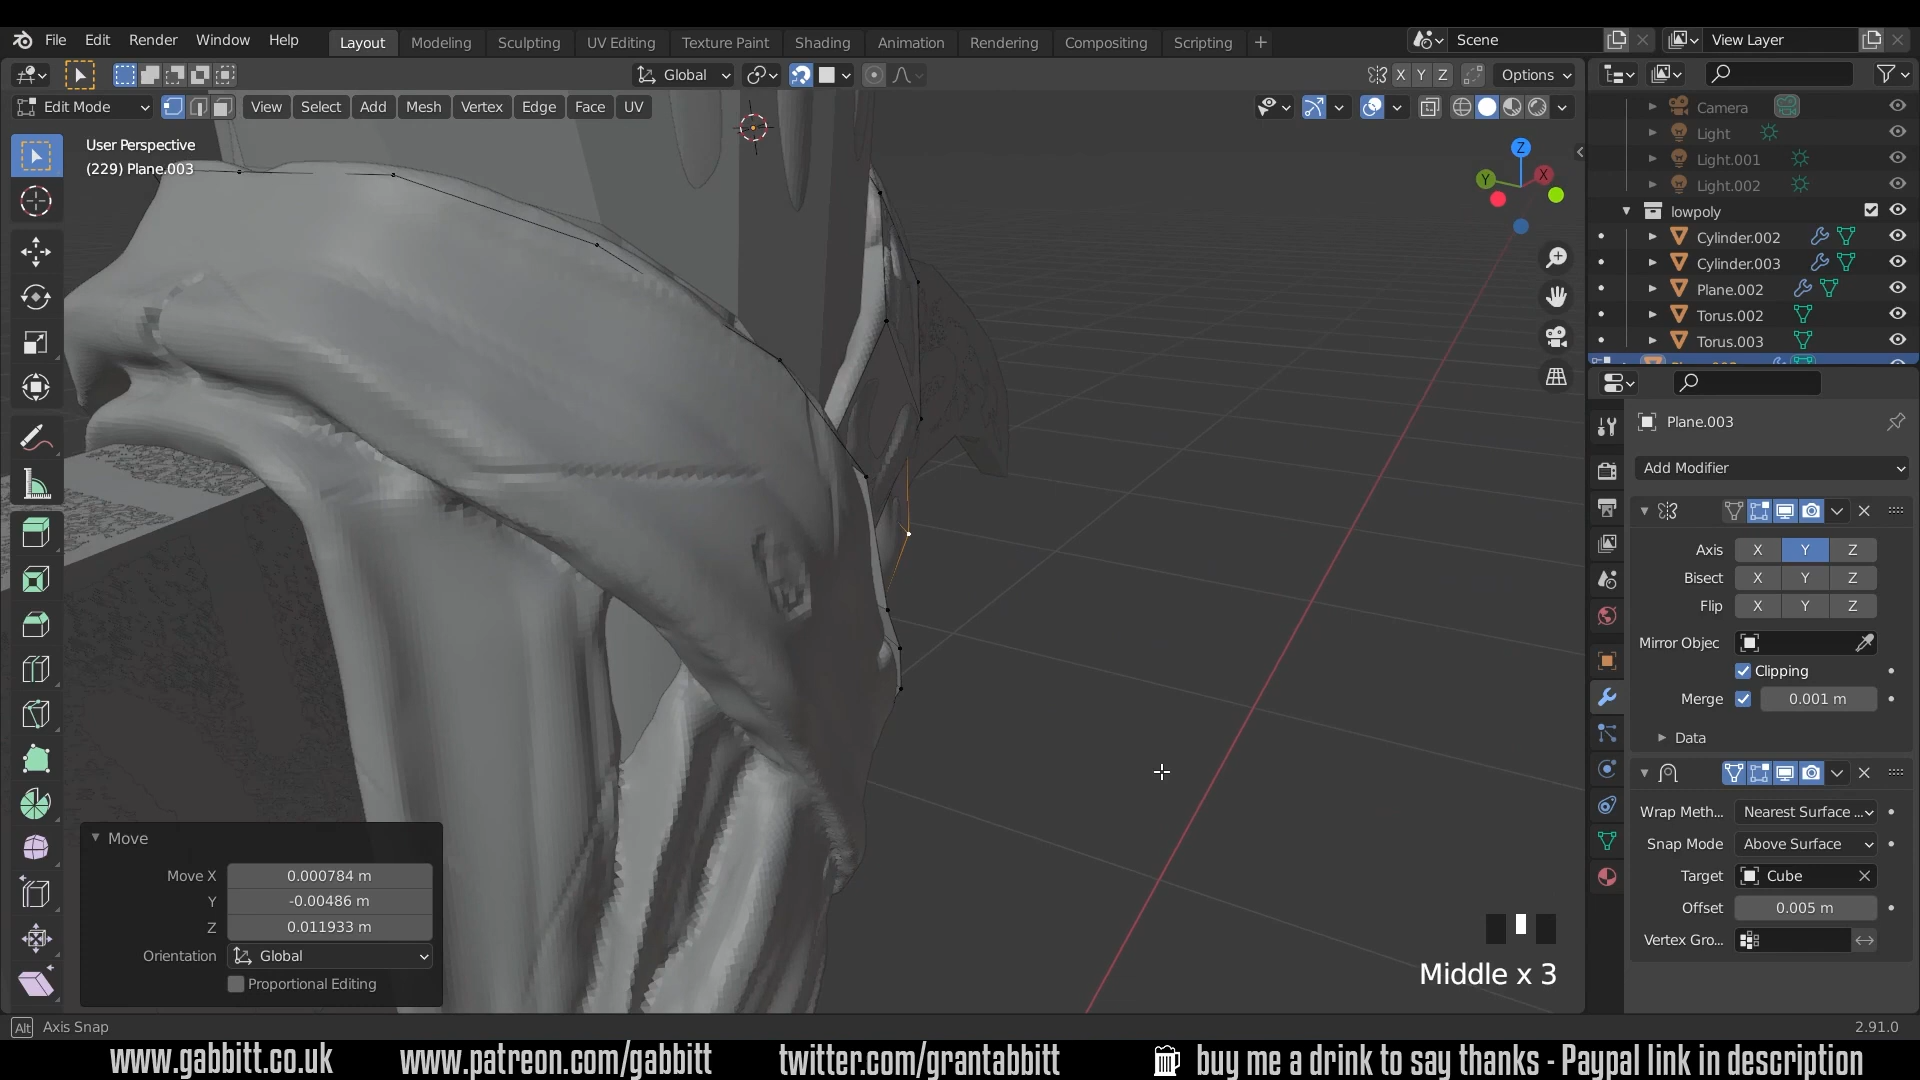 File Edit Render Window Help Layout Modeling Sculpting UV Editing Texture Paint Shading Animation Rendering Compositing Scripting Scene View Layer
Global X Y Z Options
Edit Mode View Select Add Mesh Vertex Edge Face UV
User Perspective
(229) Plane.003
Z
Y
X
Camera
Light
Light.001
Light.002
lowpoly
Cylinder.002
Cylinder.003
Plane.002
Torus.002
Torus.003
Plane.003
Add Modifier
Axis X Y Z
Bisect X Y Z
Flip X Y Z
Mirror Objec
Clipping
Merge 0.001 m
Data
Wrap Meth... Nearest Surface ...
Snap Mode Above Surface
Target Cube
Offset 0.005 m
Vertex Gro...
Move
Move X 0.000784 m
Y -0.00486 m
Z 0.011933 m
Orientation Global
Proportional Editing
Middle x 3
Alt Axis Snap 2.91.0
www.gabbitt.co.uk www.patreon.com/gabbitt twitter.com/grantabbitt buy me a drink to say thanks - Paypal link in description